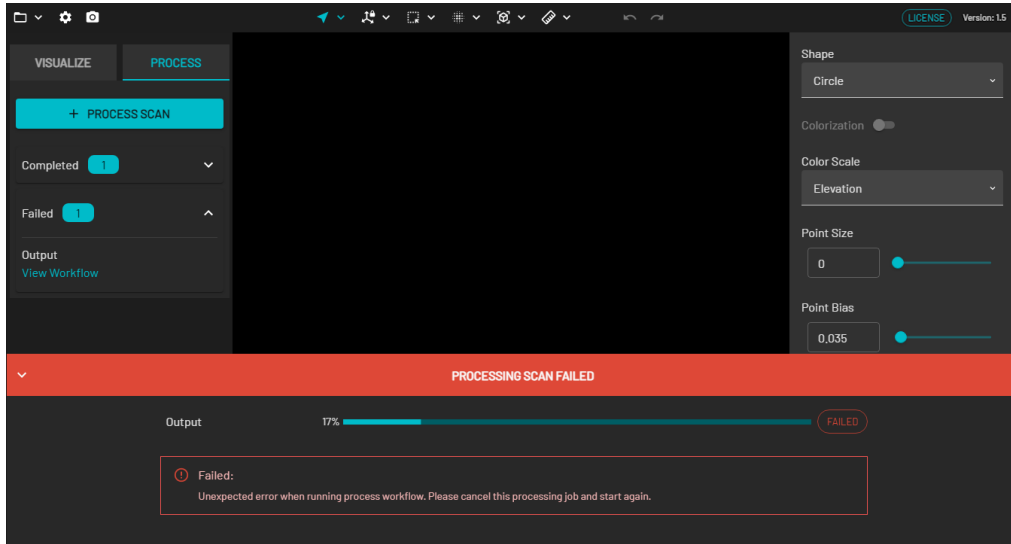 LICENSE
Version: 1.5
VISUALIZE
PROCESS
+ PROCESS SCAN
Completed 1
Failed 1
Output
View Workflow
Shape
Circle
Colorization
Color Scale
Elevation
Point Size
0
Point Bias
0,035
PROCESSING SCAN FAILED
Output 17% FAILED
Failed:
Unexpected error when running process workflow. Please cancel this processing job and start again.